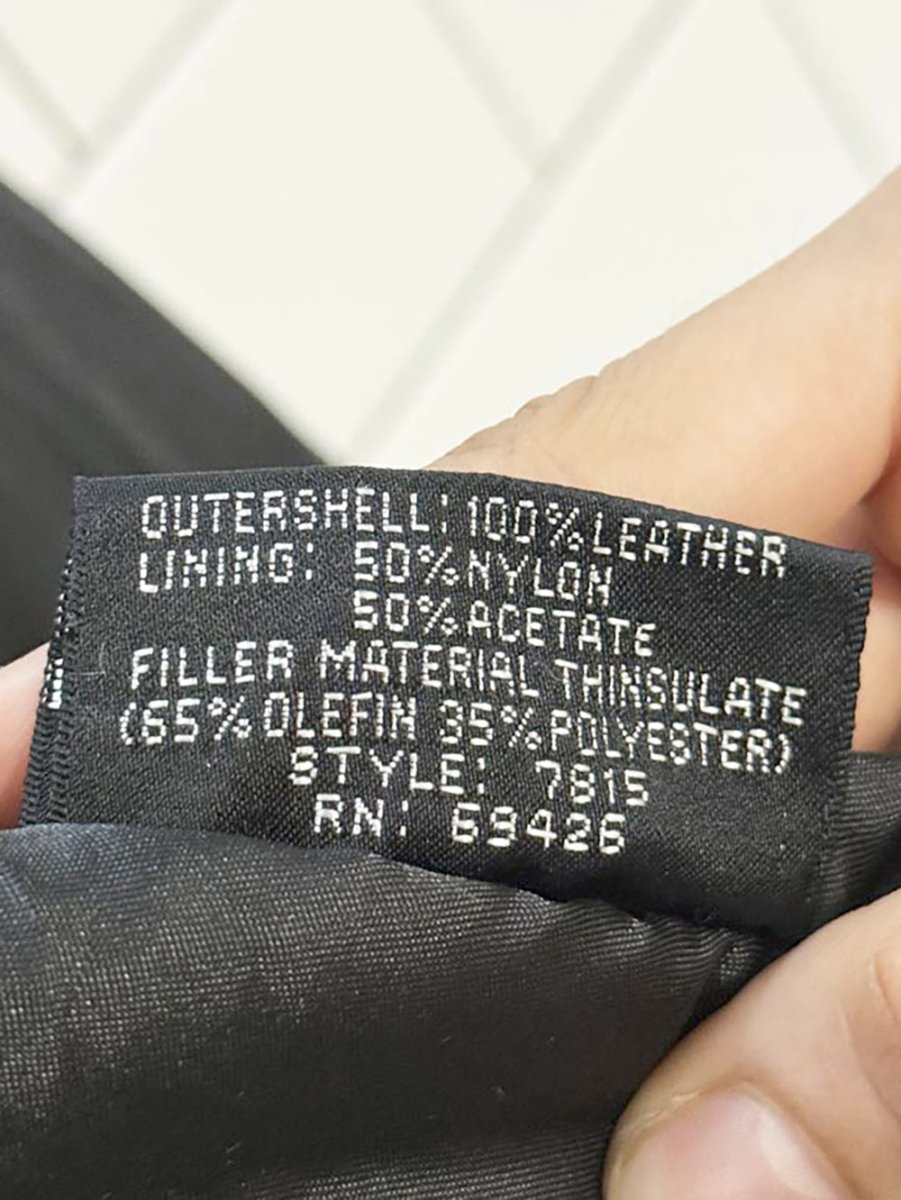 OUTERSHELL: 100% LEATHER
LINING: 50% NYLON
50% ACETATE
FILLER MATERIAL THINSULATE
(65% OLEFIN 35% POLYESTER)
STYLE: 7815
RN: 69426